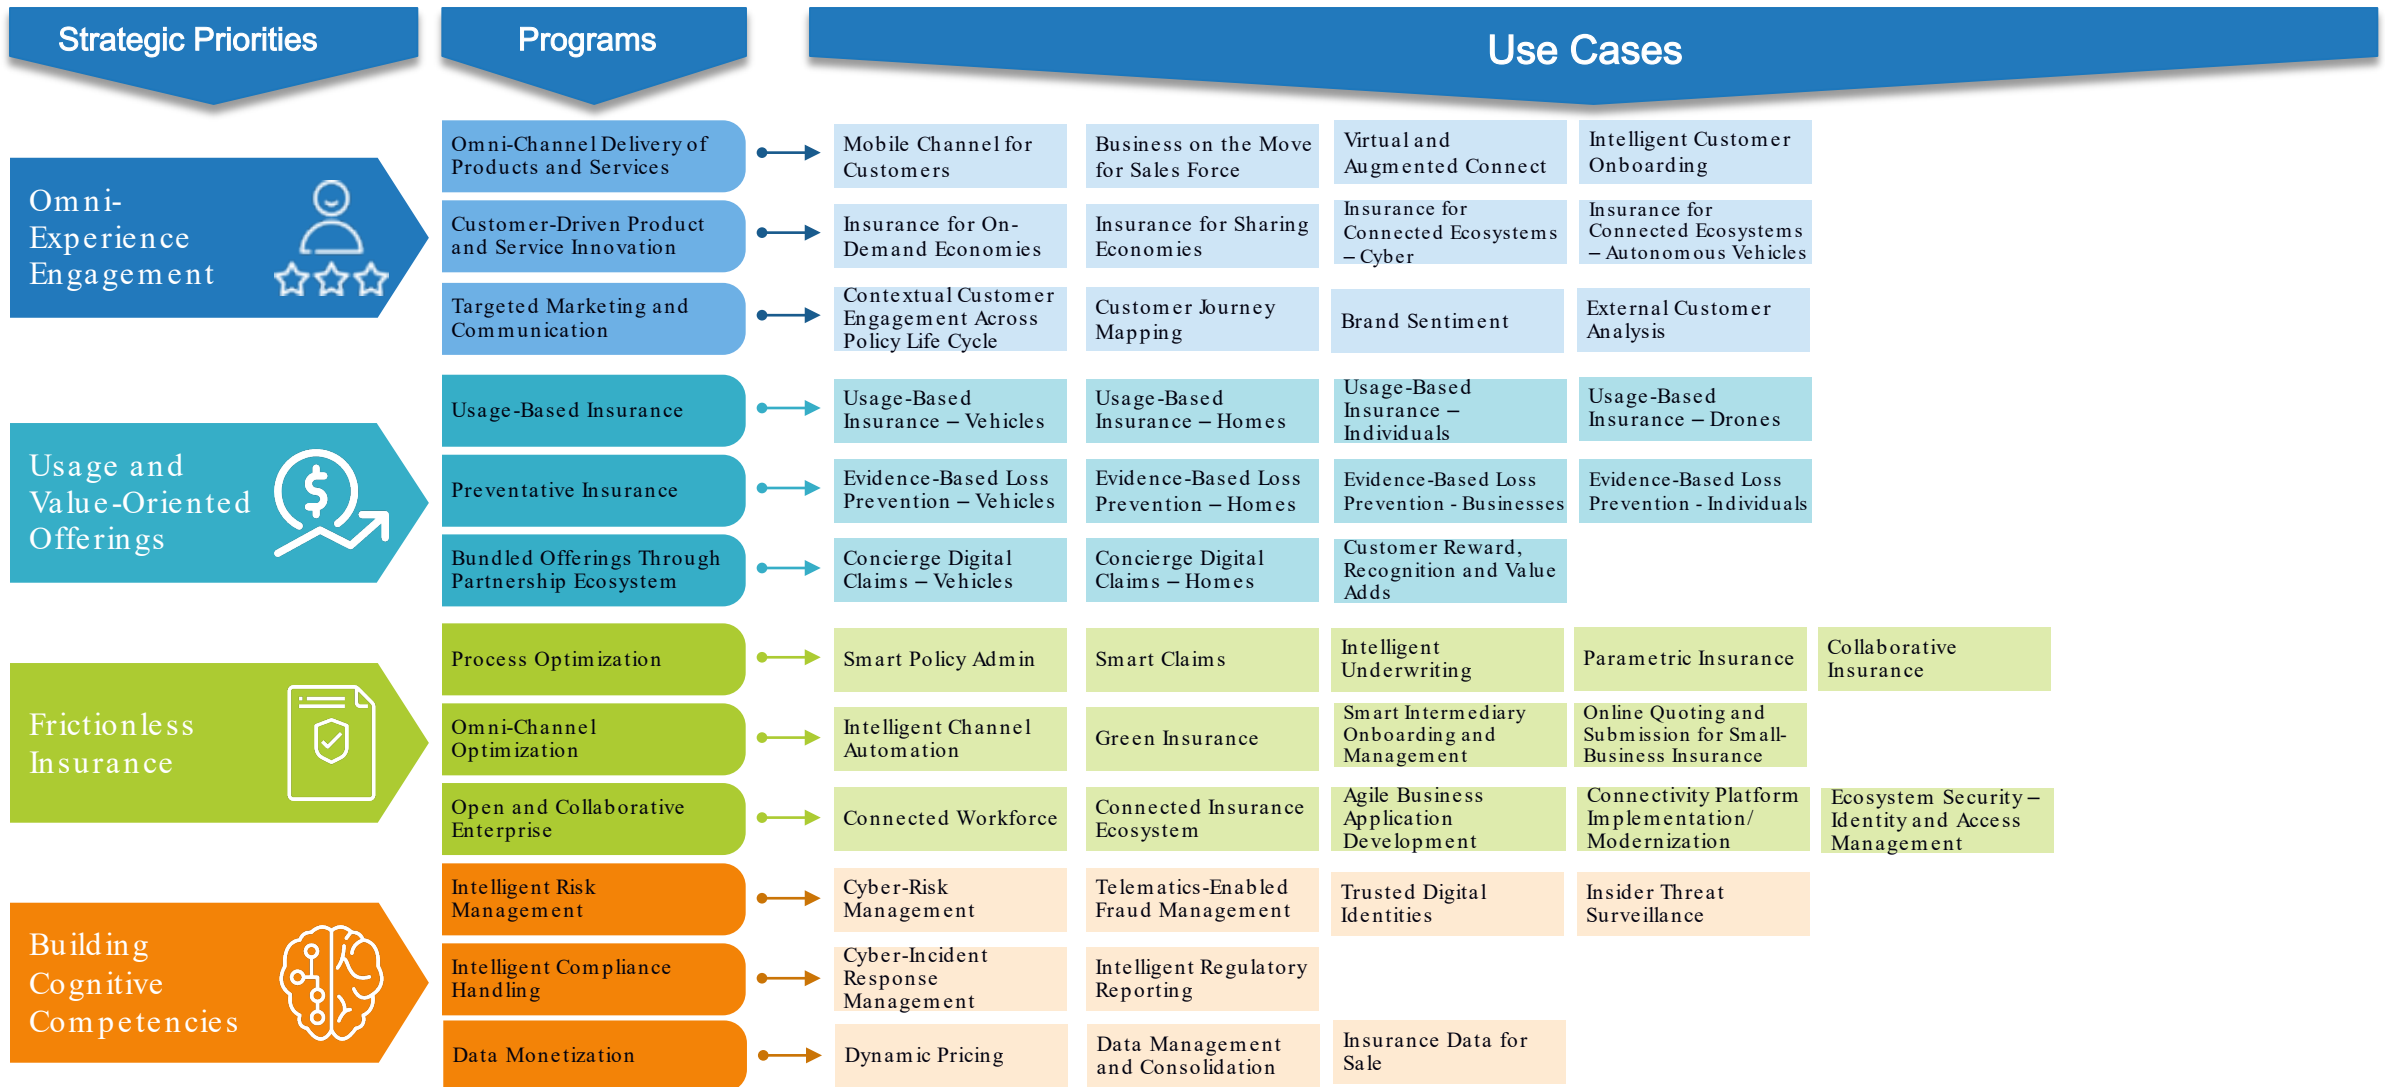 Strategic Priorities
Programs
Use Cases
Omni-
Experience
Engagement
Omni-Channel Delivery of
Products and Services
Mobile Channel for
Customers
Business on the Move
for Sales Force
Virtual and
Augmented Connect
Intelligent Customer
Onboarding
Customer-Driven Product
and Service Innovation
Insurance for On-
Demand Economies
Insurance for Sharing
Economies
Insurance for
Connected Ecosystems
– Cyber
Insurance for
Connected Ecosystems
– Autonomous Vehicles
Targeted Marketing and
Communication
Contextual Customer
Engagement Across
Policy Life Cycle
Customer Journey
Mapping
Brand Sentiment
External Customer
Analysis
Usage and
Value-Oriented
Offerings
Usage-Based Insurance
Usage-Based
Insurance – Vehicles
Usage-Based
Insurance – Homes
Usage-Based
Insurance –
Individuals
Usage-Based
Insurance – Drones
Preventative Insurance
Evidence-Based Loss
Prevention – Vehicles
Evidence-Based Loss
Prevention – Homes
Evidence-Based Loss
Prevention - Businesses
Evidence-Based Loss
Prevention - Individuals
Bundled Offerings Through
Partnership Ecosystem
Concierge Digital
Claims – Vehicles
Concierge Digital
Claims – Homes
Customer Reward,
Recognition and Value
Adds
Frictionless
Insurance
Process Optimization
Smart Policy Admin
Smart Claims
Intelligent
Underwriting
Parametric Insurance
Collaborative
Insurance
Omni-Channel
Optimization
Intelligent Channel
Automation
Green Insurance
Smart Intermediary
Onboarding and
Management
Online Quoting and
Submission for Small-
Business Insurance
Open and Collaborative
Enterprise
Connected Workforce
Connected Insurance
Ecosystem
Agile Business
Application
Development
Connectivity Platform
Implementation/
Modernization
Ecosystem Security –
Identity and Access
Management
Building
Cognitive
Competencies
Intelligent Risk
Management
Cyber-Risk
Management
Telematics-Enabled
Fraud Management
Trusted Digital
Identities
Insider Threat
Surveillance
Intelligent Compliance
Handling
Cyber-Incident
Response
Management
Intelligent Regulatory
Reporting
Data Monetization
Dynamic Pricing
Data Management
and Consolidation
Insurance Data for
Sale